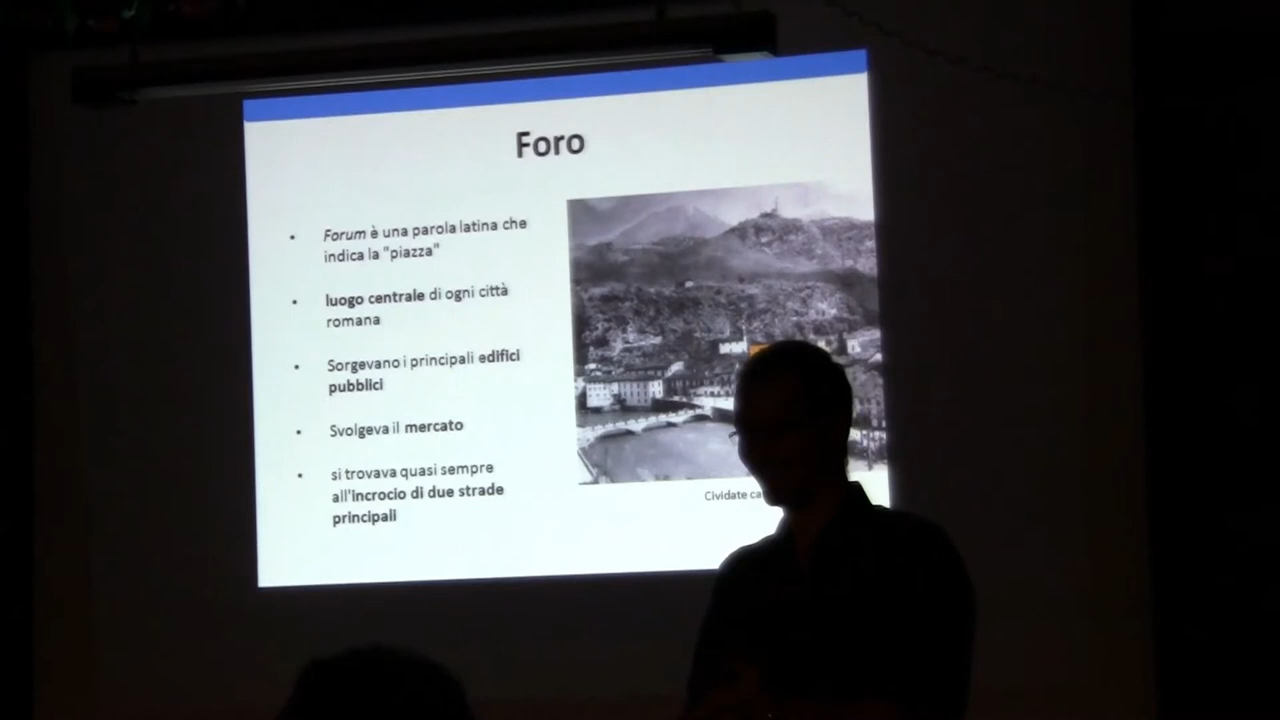 Foro
Forum è una parola latina che
indica la "piazza"
luogo centrale di ogni città
romana
Sorgevano i principali edifici
pubblici
Svolgeva il mercato
si trovava quasi sempre
all'incrocio di due strade
principali
Cividate